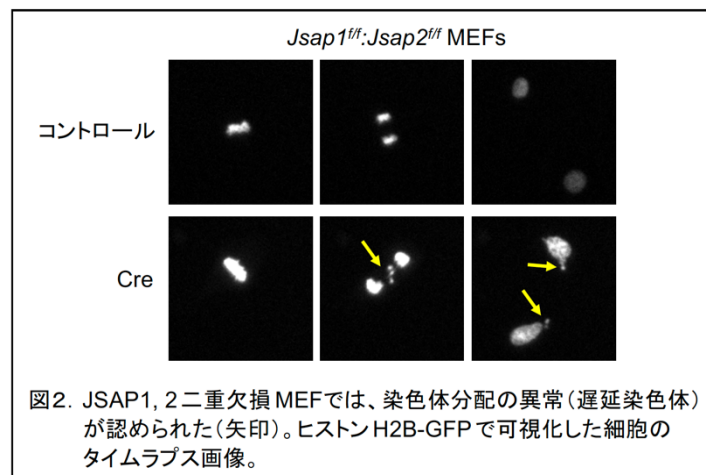 Jsap1f/f:Jsap2f/f MEFs
コントロール
Cre
図2. JSAP1, 2二重欠損MEFでは、染色体分配の異常(遅延染色体)
が認められた(矢印)。ヒストンH2B-GFPで可視化した細胞の
タイムラプス画像。